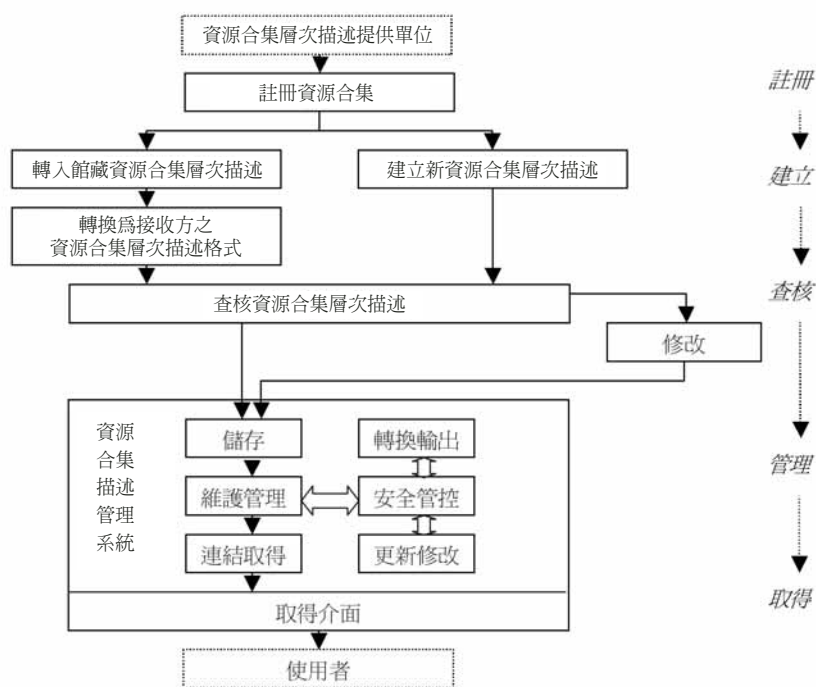 資源合集層次描述提供單位
註冊資源合集
轉入館藏資源合集層次描述
建立新資源合集層次描述
轉換爲接收方之
資源合集層次描述格式
查核資源合集層次描述
修改
資源
合集
描述
管理
系統
儲存
轉換輸出
維護管理
安全管控
連結取得
更新修改
取得介面
使用者
註冊
建立
查核
管理
取得